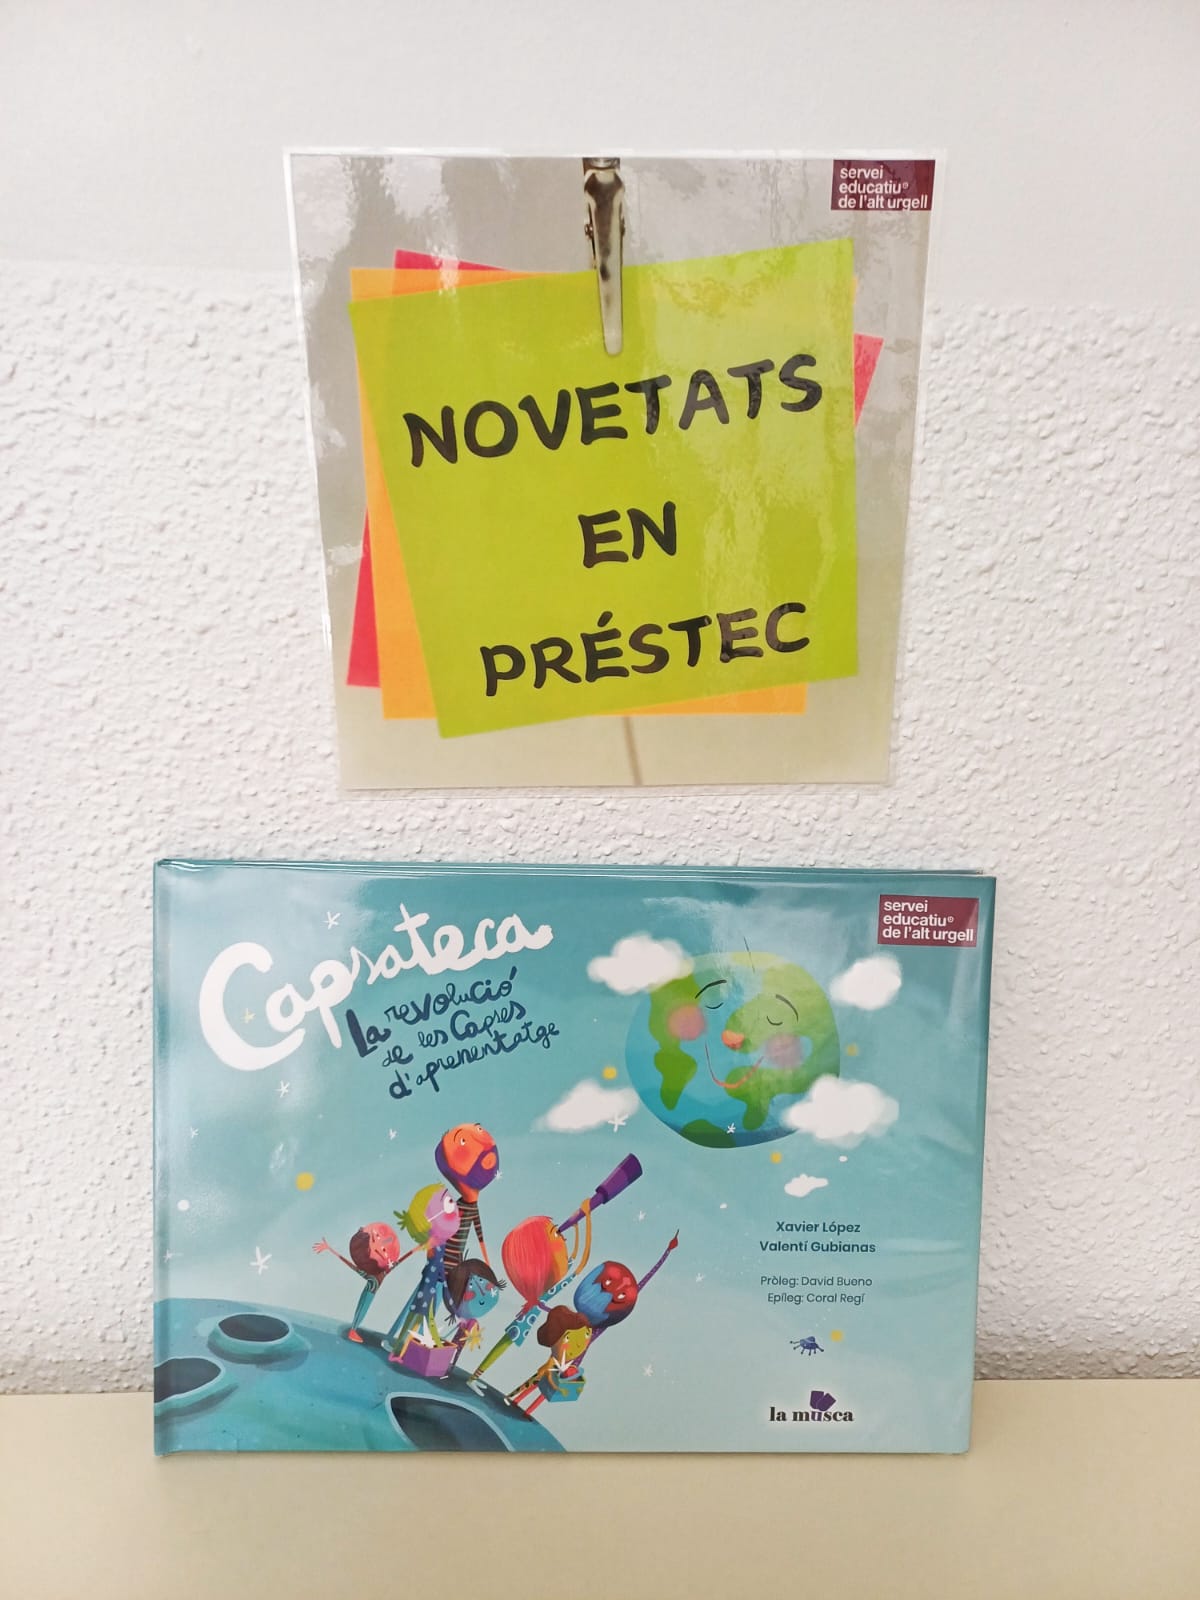 servei
educatiu®
de l'alt urgell
NOVETATS
EN
PRÉSTEC
servei
educatiu®
de l'alt urgell
Capsateca
La revolució
de les Capses
d'aprenentatge
Xavier López
Valentí Gubianas
Pròleg: David Bueno
Epíleg: Coral Regí
la musca